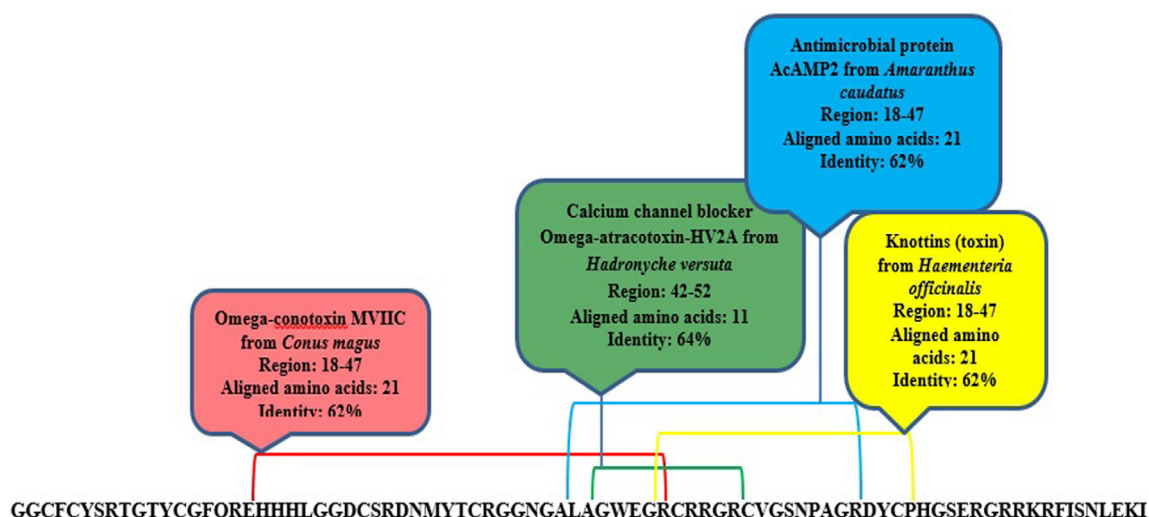 Antimicrobial protein
AcAMP2 from Amaranthus
caudatus
Region: 18-47
Aligned amino acids: 21
Identity: 62%
Calcium channel blocker
Omega-atracotoxin-HV2A from
Hadronyche versuta
Region: 42-52
Aligned amino acids: 11
Identity: 64%
Knottins (toxin)
from Haementeria
officinalis
Region: 18-47
Aligned amino
acids: 21
Identity: 62%
Omega-conotoxin MVIIC
from Conus magus
Region: 18-47
Aligned amino acids: 21
Identity: 62%
GGCFCYSRTGTYCGFOREHHHLGGDCSRDNMYTCRGGNGALAGWEGRCRRGRCVGSNPAGRDYCPHGSERGRRKRFISNLEKI